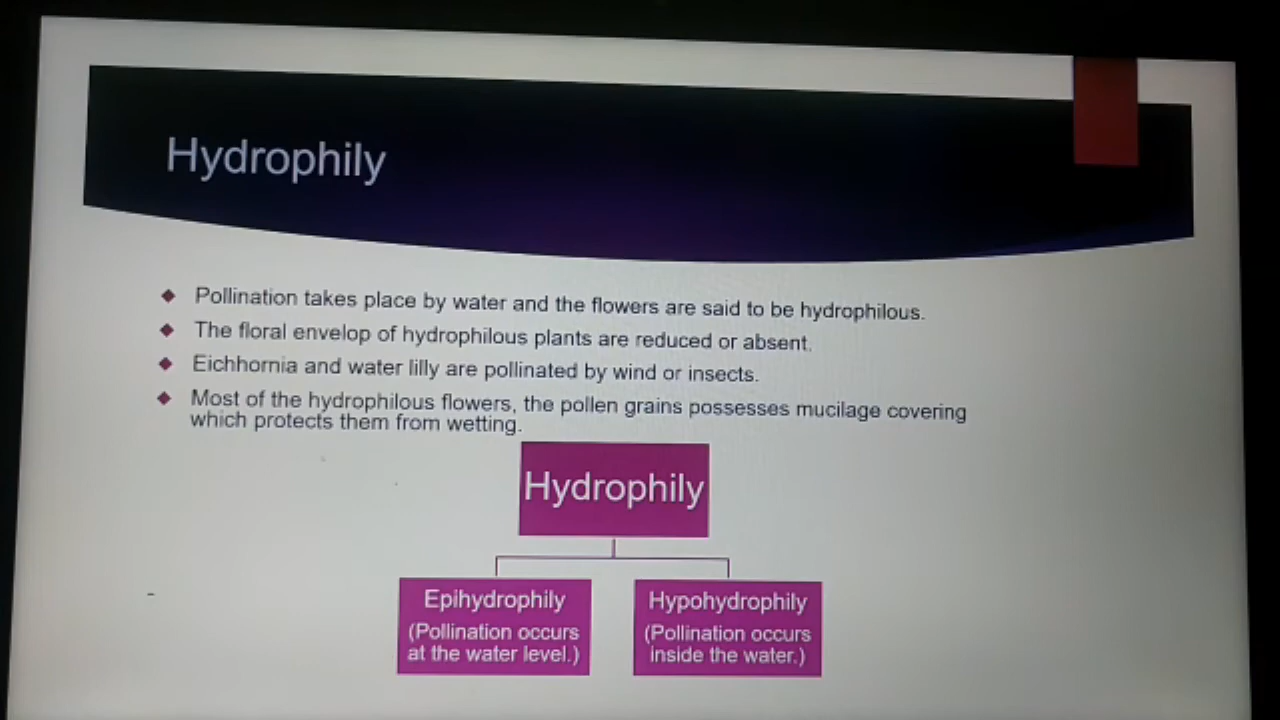 Hydrophily
Pollination takes place by water and the flowers are said to be hydrophilous.
The floral envelop of hydrophilous plants are reduced or absent.
Eichhornia and water lilly are pollinated by wind or insects.
Most of the hydrophilous flowers, the pollen grains possesses mucilage covering
which protects them from wetting.
Hydrophily
Epihydrophily
(Pollination occurs
at the water level.)
Hypohydrophily
(Pollination occurs
inside the water.)